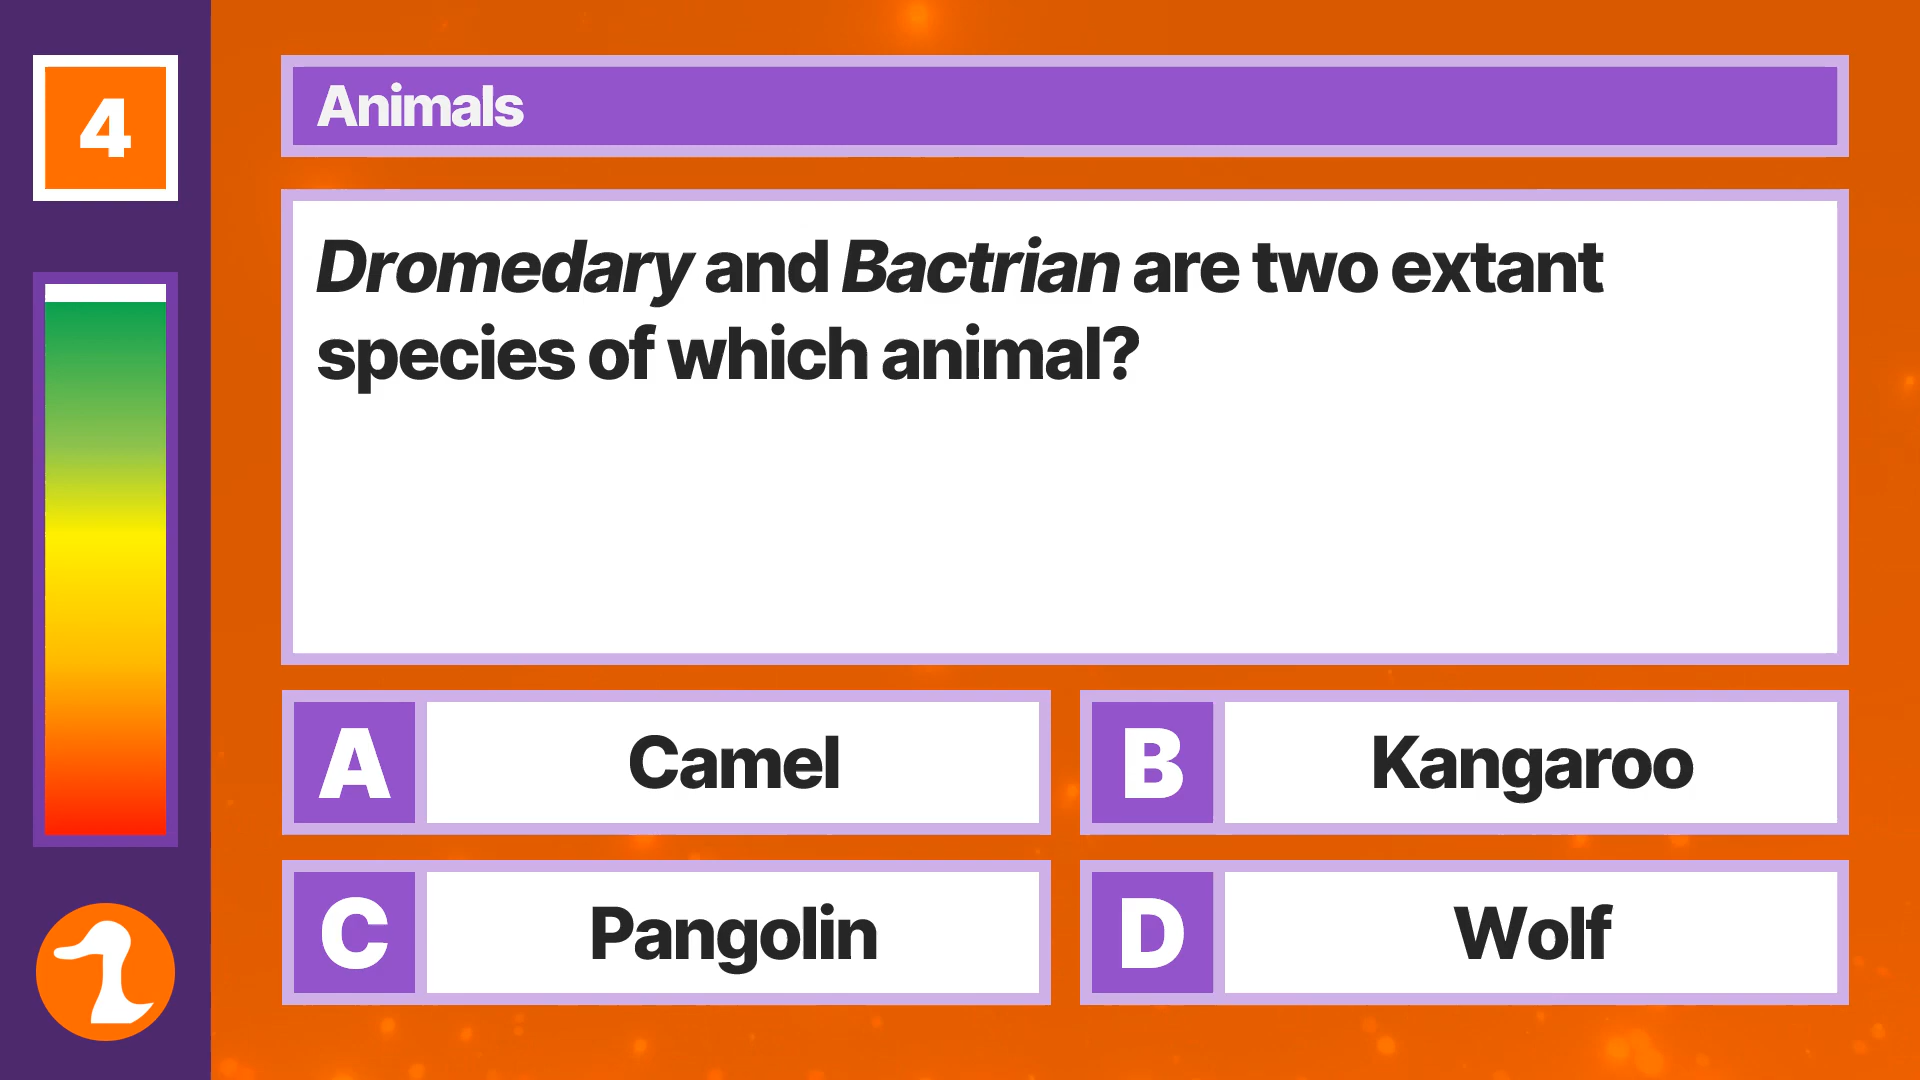 4
Animals
Dromedary and Bactrian are two extant
species of which animal?
A Camel
B Kangaroo
C Pangolin
D Wolf